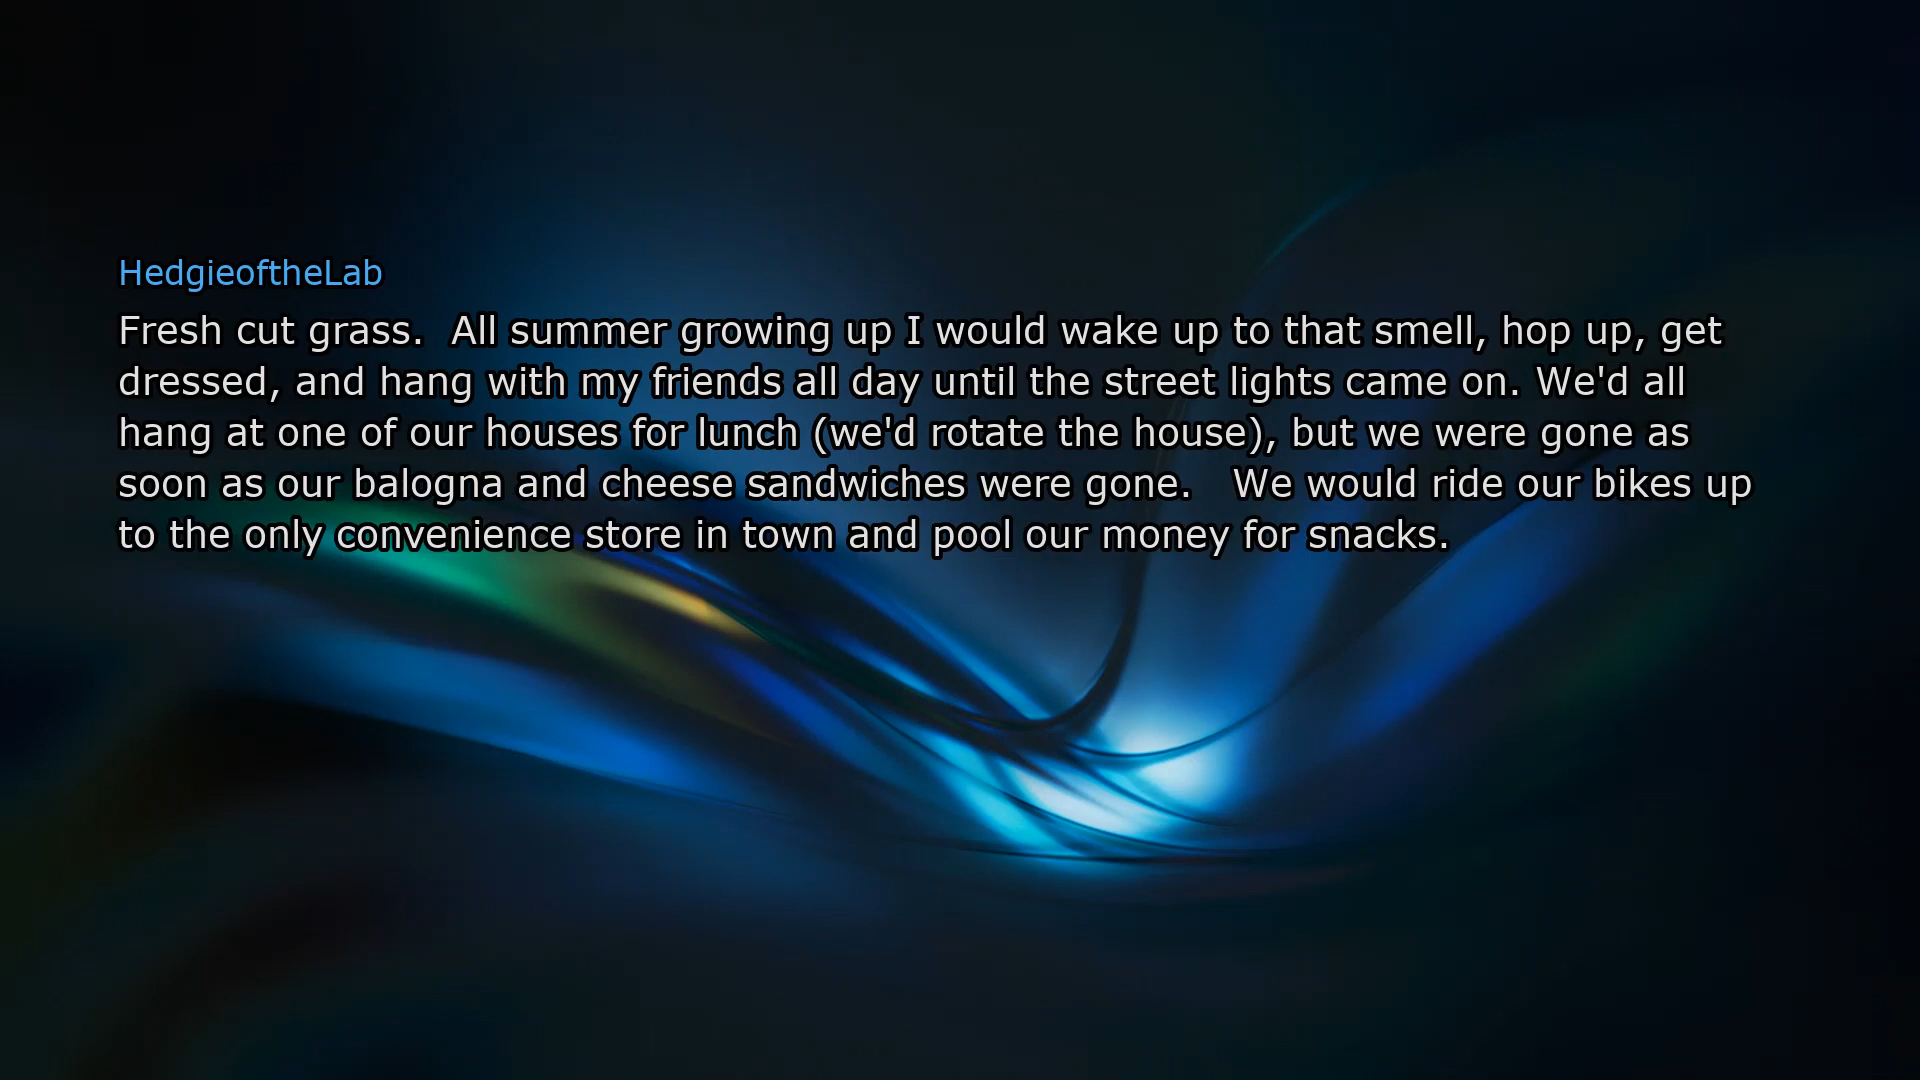 HedgieoftheLab
Fresh cut grass.  All summer growing up I would wake up to that smell, hop up, get
dressed, and hang with my friends all day until the street lights came on. We'd all
hang at one of our houses for lunch (we'd rotate the house), but we were gone as
soon as our balogna and cheese sandwiches were gone.   We would ride our bikes up
to the only convenience store in town and pool our money for snacks.